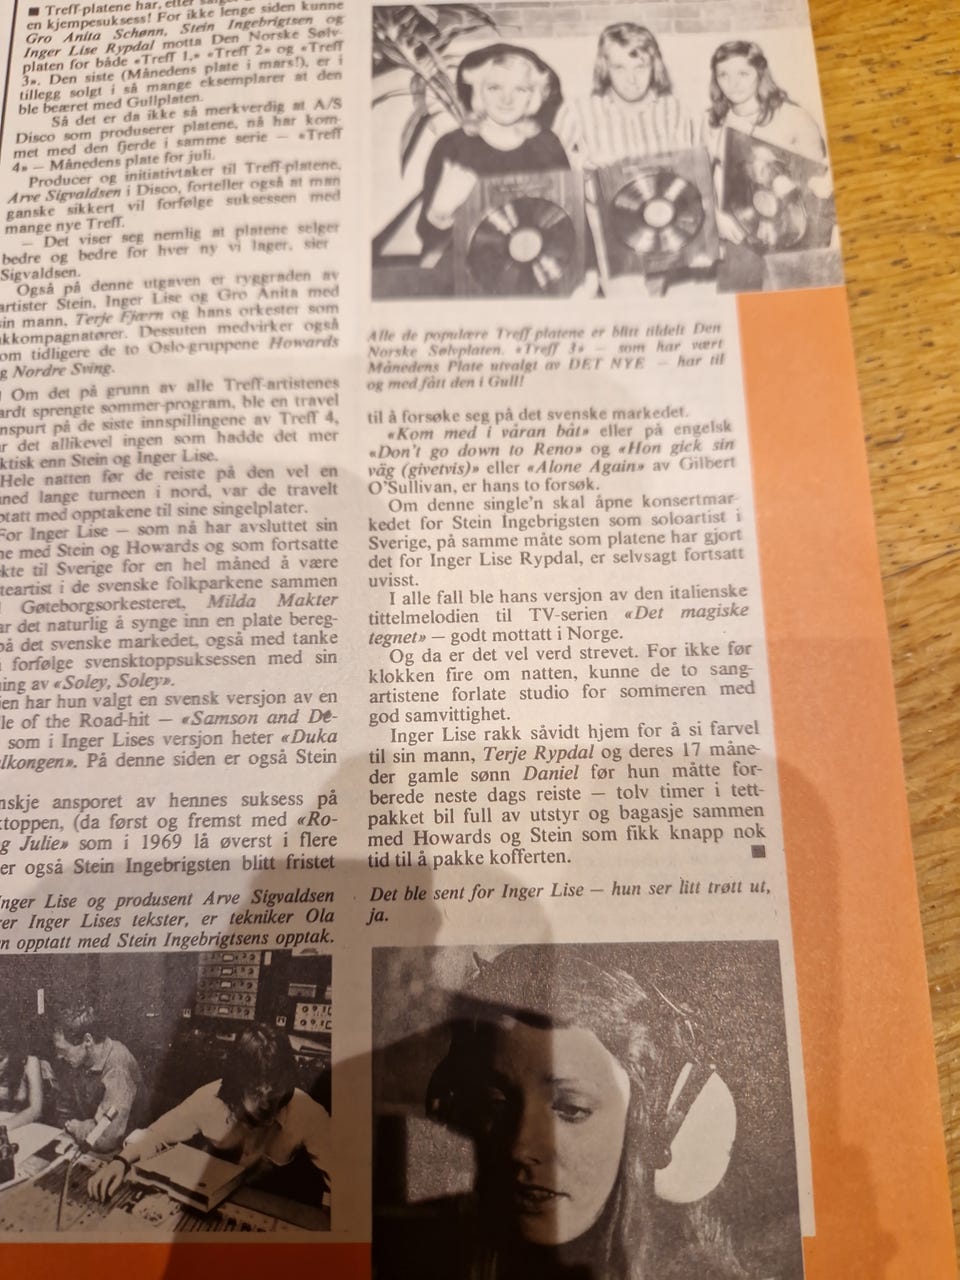 ■ Treff-platene har, etter
en kjempesuksess! For ikke lenge siden kunne
Gro Anita Schønn, Stein Ingebrigtsen og
Inger Lise Rypdal motta Den Norske Sølv-
platen for både «Treff 1,» «Treff 2» og «Treff
3». Den siste (Månedens plate i mars!), er i
tillegg solgt i så mange eksemplarer at den
ble beæret med Gullplaten.
Så det er da ikke så merkverdig at A/S
Disco som produserer platene, nå har kom-
met med den fjerde i samme serie — «Treff
4» — Månedens plate for juli.
Producer og initiativtaker til Treff-platene,
Arve Sigvaldsen i Disco, forteller også at man
ganske sikkert vil forfølge suksessen med
mange nye Treff.
— Det viser seg nemlig at platene selger
bedre og bedre for hver ny vi lager, sier
Sigvaldsen.
Også på denne utgaven er ryggraden av
artister Stein, Inger Lise og Gro Anita med
sin mann, Terje Fjærn og hans orkester som
akkompagnatører. Dessuten medvirker også
om tidligere de to Oslo-gruppene Howards
g Nordre Sving.
Om det på grunn av alle Treff-artistenes
ardt sprengte sommer-program, ble en travel
nspurt på de siste innspillingene av Treff 4,
r det allikevel ingen som hadde det mer
ktisk enn Stein og Inger Lise.
Hele natten før de reiste på den vel en
ned lange turneen i nord, var de travelt
ptatt med opptakene til sine singelplater.
For Inger Lise — som nå har avsluttet sin
ne med Stein og Howards og som fortsatte
kte til Sverige for en hel måned å være
teartist i de svenske folkparkene sammen
Gøteborgsorkesteret, Milda Makter
ar det naturlig å synge inn en plate bereg-
på det svenske markedet, også med tanke
forfølge svensktoppsuksessen med sin
ning av «Soley, Soley».
ien har hun valgt en svensk versjon av en
le of the Road-hit — «Samson and De-
som i Inger Lises versjon heter «Duka
lkongen». På denne siden er også Stein
nskje ansporet av hennes suksess på
toppen, (da først og fremst med «Ro-
g Julie» som i 1969 lå øverst i flere
er også Stein Ingebrigsten blitt fristet
nger Lise og produsent Arve Sigvaldsen
rer Inger Lises tekster, er tekniker Ola
n opptatt med Stein Ingebrigtsens opptak.
Alle de populære Treff-platene er blitt tildelt Den
Norske Sølvplaten. «Treff 3» — som har vært
Månedens Plate utvalgt av DET NYE — har til
og med fått den i Gull!
til å forsøke seg på det svenske markedet.
«Kom med i våran båt» eller på engelsk
«Don't go down to Reno» og «Hon gick sin
väg (givetvis)» eller «Alone Again» av Gilbert
O'Sullivan, er hans to forsøk.
Om denne single'n skal åpne konsertmar-
kedet for Stein Ingebrigsten som soloartist i
Sverige, på samme måte som platene har gjort
det for Inger Lise Rypdal, er selvsagt fortsatt
uvisst.
I alle fall ble hans versjon av den italienske
tittelmelodien til TV-serien «Det magiske
tegnet» — godt mottatt i Norge.
Og da er det vel verd strevet. For ikke før
klokken fire om natten, kunne de to sang-
artistene forlate studio for sommeren med
god samvittighet.
Inger Lise rakk såvidt hjem for å si farvel
til sin mann, Terje Rypdal og deres 17 måne-
der gamle sønn Daniel før hun måtte for-
berede neste dags reiste — tolv timer i tett-
pakket bil full av utstyr og bagasje sammen
med Howards og Stein som fikk knapp nok
tid til å pakke kofferten. ■
Det ble sent for Inger Lise — hun ser litt trøtt ut,
ja.